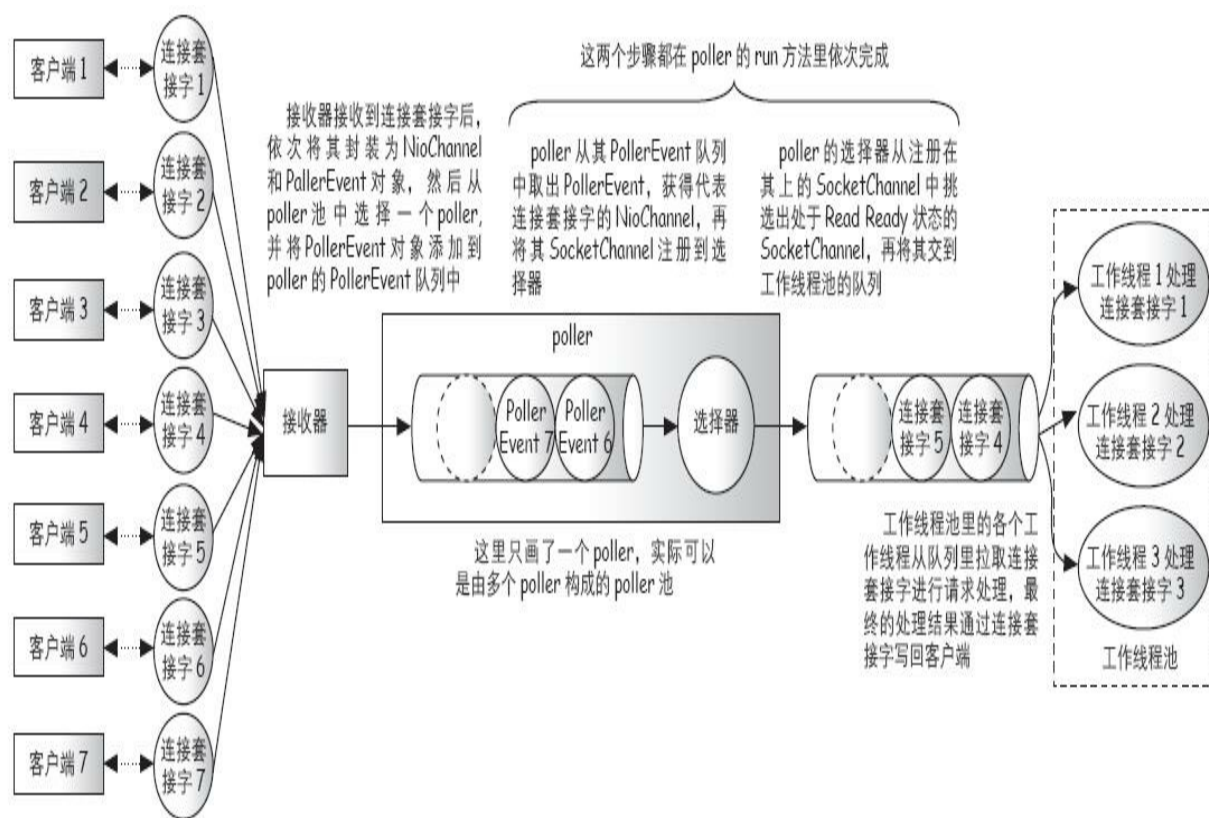 客户端 1
连接套
接字 1
客户端 2
连接套
接字 2
客户端 3
连接套
接字 3
客户端 4
连接套
接字 4
客户端 5
连接套
接字 5
客户端 6
连接套
接字 6
客户端 7
连接套
接字 7
接收器接收到连接套接字后,
依次将其封装为 NioChannel
和 PallerEvent 对象, 然后从
poller 池中选择一个 poller,
并将 PollerEvent 对象添加到
poller 的 PollerEvent 队列中
接收器
这两个步骤都在 poller 的 run 方法里依次完成
poller 从其 PollerEvent 队列
中取出 PollerEvent, 获得代表
连接套接字的 NioChannel, 再
将其 SocketChannel 注册到选
择器
poller 的选择器从注册在
其上的 SocketChannel 中挑
选出处于 Read Ready 状态的
SocketChannel, 再将其交到
工作线程池的队列
poller
Poller
Event 7
Poller
Event 6
选择器
这里只画了一个 poller, 实际可以
是由多个 poller 构成的 poller 池
连接套
接字 5
连接套
接字 4
工作线程池里的各个工
作线程从队列里拉取连接
套接字进行请求处理, 最
终的处理结果通过连接套
接字写回客户端
工作线程 1 处理
连接套接字 1
工作线程 2 处理
连接套接字 2
工作线程 3 处理
连接套接字 3
工作线程池